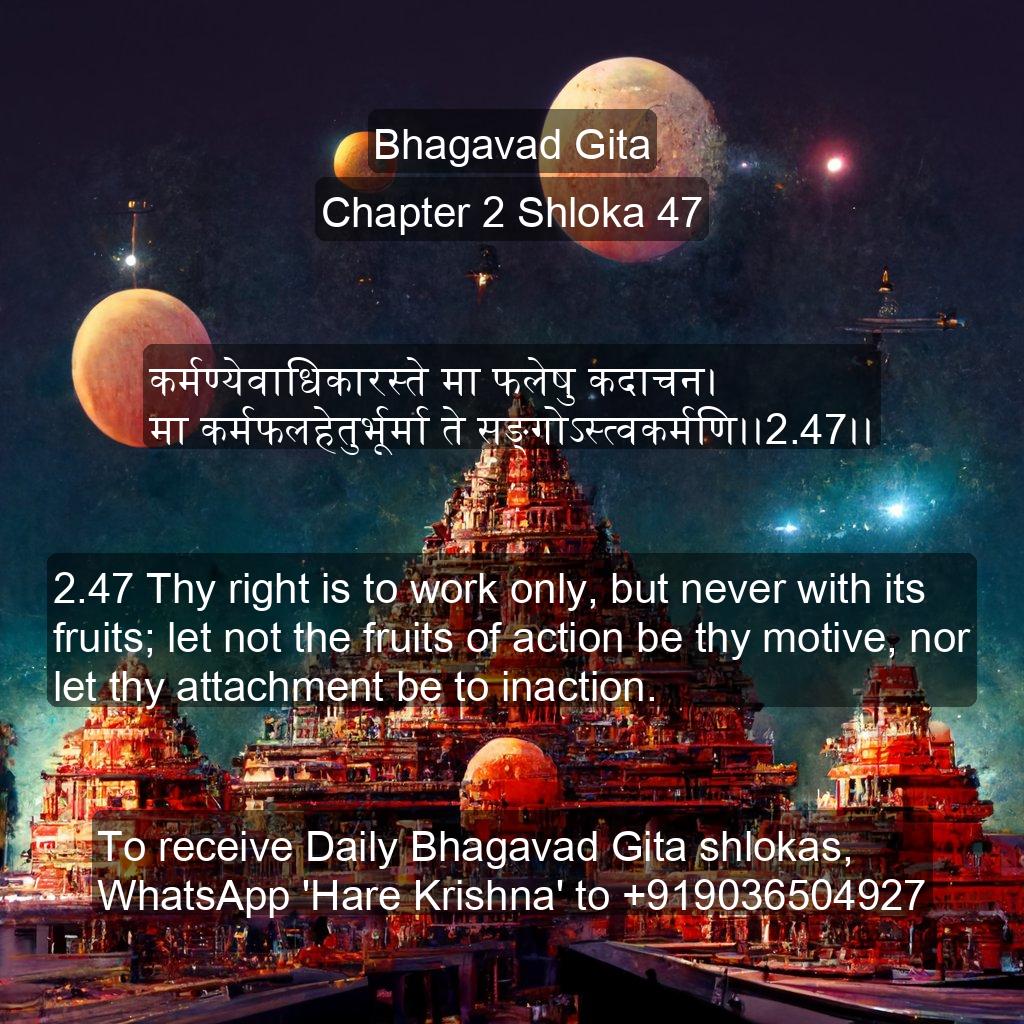 Bhagavad Gita
Chapter 2 Shloka 47
कर्मण्येवाधिकारस्ते मा फलेषु कदाचन।
मा कर्मफलहेतुर्भूर्मा ते सङ्गोऽस्त्वकर्मणि।।2.47।।
2.47 Thy right is to work only, but never with its
fruits; let not the fruits of action be thy motive, nor
let thy attachment be to inaction.
To receive Daily Bhagavad Gita shlokas,
WhatsApp 'Hare Krishna' to +919036504927